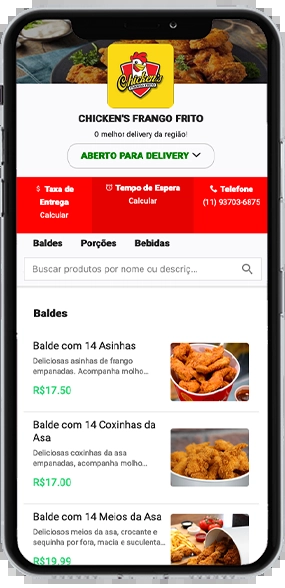 Chicken's
FRANGO FRITO
CHICKEN'S FRANGO FRITO
O melhor delivery da região!
ABERTO PARA DELIVERY
$ Taxa de
Entrega
Calcular
Tempo de Espera
Calcular
Telefone
(11) 93703-6875
Baldes Porções Bebidas
Buscar produtos por nome ou descriç...
Baldes
Balde com 14 Asinhas
Deliciosas asinhas de frango
empanadas. Acompanha molho...
R$17.50
Balde com 14 Coxinhas da
Asa
Deliciosas coxinhas da asa
empanadas, acompanha molho...
R$17.00
Balde com 14 Meios da Asa
Deliciosos meios da asa, crocante e
sequinha por fora, macia e suculenta...
R$19.99